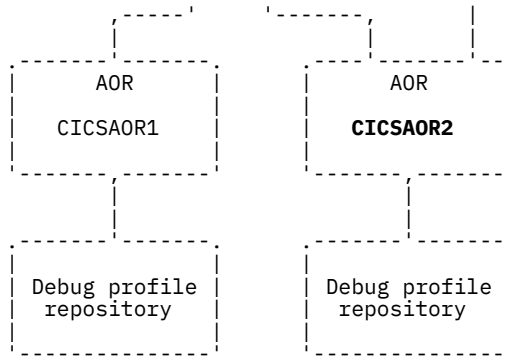 AOR AOR
CICSAOR1 CICSAOR2
Debug profile Debug profile
repository repository